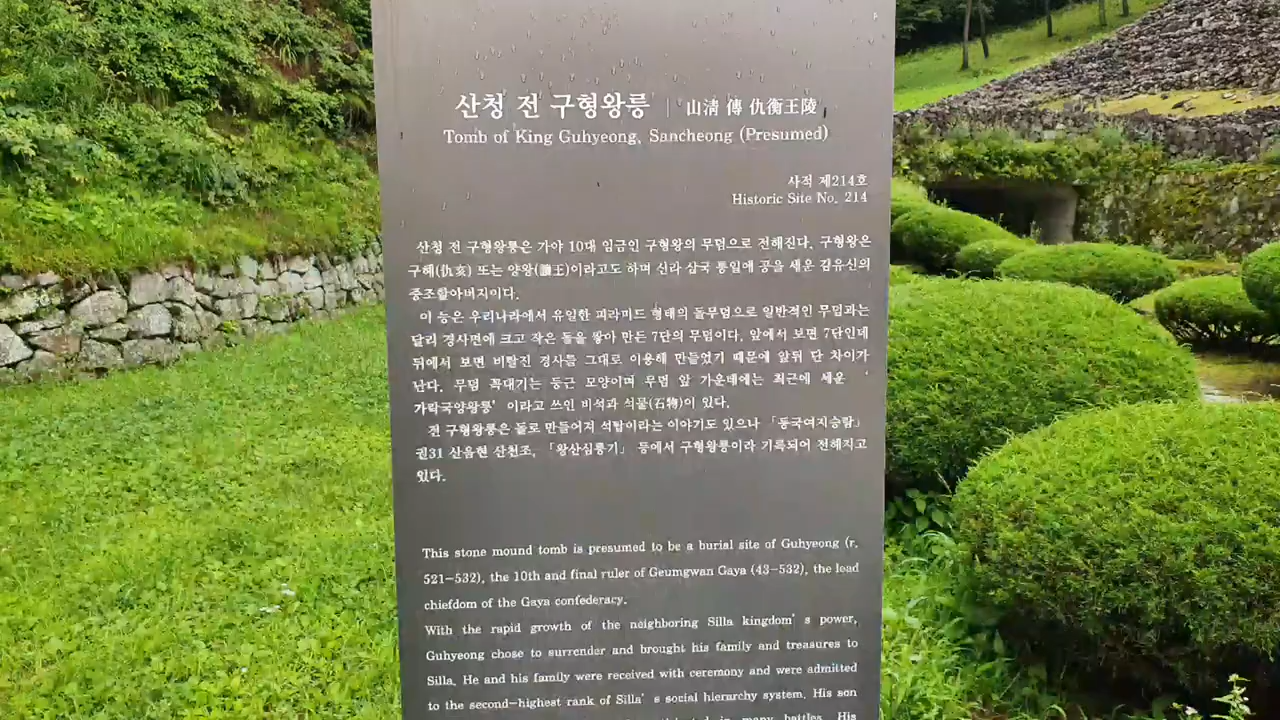 산청 전 구형왕릉 | 山淸 傳 仇衡王陵
Tomb of King Guhyeong, Sancheong (Presumed)
사적 제214호
Historic Site No. 214
산청 전 구형왕릉은 가야 10대 임금인 구형왕의 무덤으로 전해진다. 구형왕은
구해(仇亥) 또는 양왕(讓王)이라고도 하며 신라 삼국 통일에 공을 세운 김유신의
증조할아버지이다.
이 능은 우리나라에서 유일한 피라미드 형태의 돌무덤으로 일반적인 무덤과는
달리 경사면에 크고 작은 돌을 쌓아 만든 7단의 무덤이다. 앞에서 보면 7단인데
뒤에서 보면 비탈진 경사를 그대로 이용해 만들었기 때문에 앞뒤 단 차이가
난다. 무덤 꼭대기는 둥근 모양이며 무덤 앞 가운데에는 최근에 세운 ‘
가락국양왕릉’ 이라고 쓰인 비석과 석물(石物)이 있다.
전 구형왕릉은 돌로 만들어져 석탑이라는 이야기도 있으나 「동국여지승람」
권31 산음현 산천조, 「왕산심릉기」 등에서 구형왕릉이라 기록되어 전해지고
있다.
This stone mound tomb is presumed to be a burial site of Guhyeong (r.
521-532), the 10th and final ruler of Geumgwan Gaya (43-532), the lead
chiefdom of the Gaya confederacy.
With the rapid growth of the neighboring Silla kingdom’ s power,
Guhyeong chose to surrender and brought his family and treasures to
Silla. He and his family were received with ceremony and were admitted
to the second-highest rank of Silla’ s social hierarchy system. His son
in many battles. His